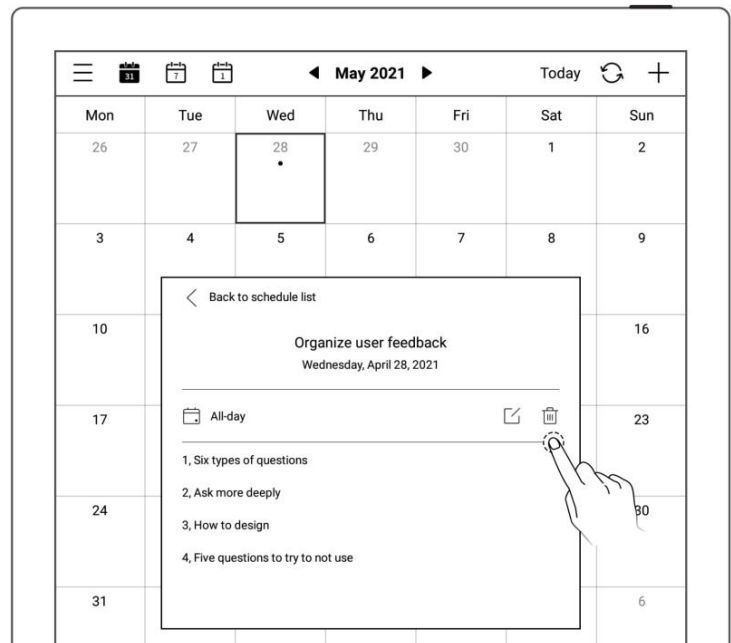 31 7 1 May 2021 Today
Mon Tue Wed Thu Fri Sat Sun
26 27 28 29 30 1 2
3 4 5 6 7 8 9
Back to schedule list
10 16
Organize user feedback
Wednesday, April 28, 2021
All-day
17 23
1, Six types of questions
2, Ask more deeply
24 30
3, How to design
4, Five questions to try to not use
31 6